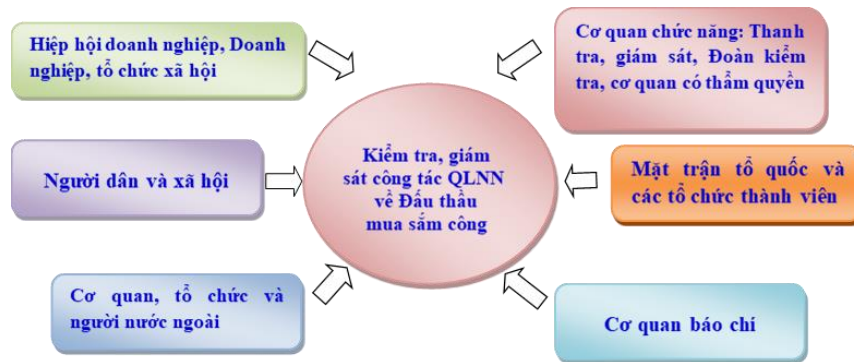 Hiệp hội doanh nghiệp, Doanh
nghiệp, tổ chức xã hội
Cơ quan chức năng: Thanh
tra, giám sát, Đoàn kiểm
tra, cơ quan có thẩm quyền
Người dân và xã hội
Kiểm tra, giám
sát công tác QLNN
về Đấu thầu
mua sắm công
Mặt trận tổ quốc và
các tổ chức thành viên
Cơ quan, tổ chức và
người nước ngoài
Cơ quan báo chí